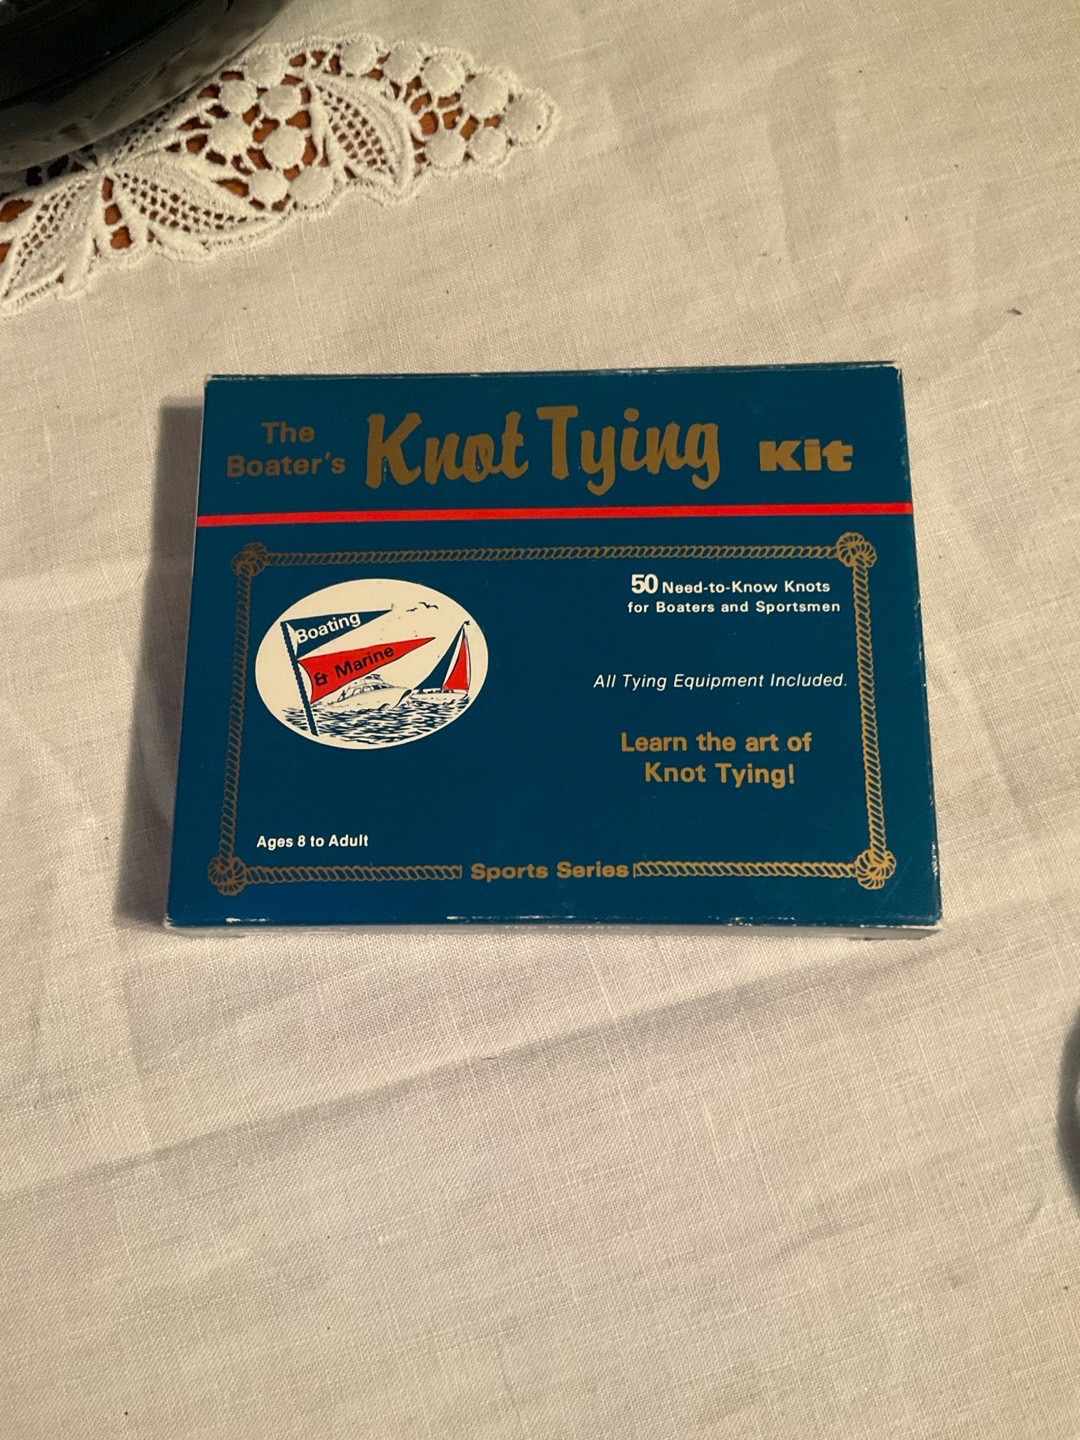 The
Boater's
Knot Tying Kit
Boating
& Marine
50 Need-to-Know Knots
for Boaters and Sportsmen
All Tying Equipment Included.
Learn the art of
Knot Tying!
Ages 8 to Adult
Sports Series